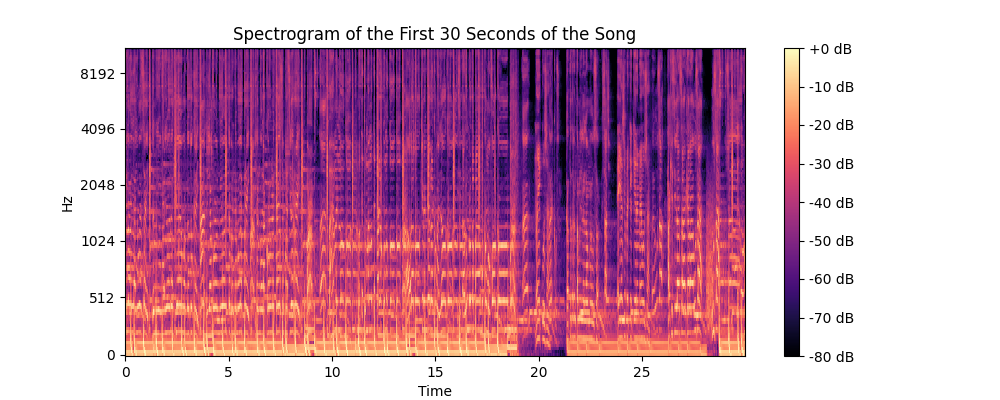 Spectrogram of the First 30 Seconds of the Song
Hz
8192
4096
2048
1024
512
0
0 5 10 15 20 25
Time
+0 dB
-10 dB
-20 dB
-30 dB
-40 dB
-50 dB
-60 dB
-70 dB
-80 dB